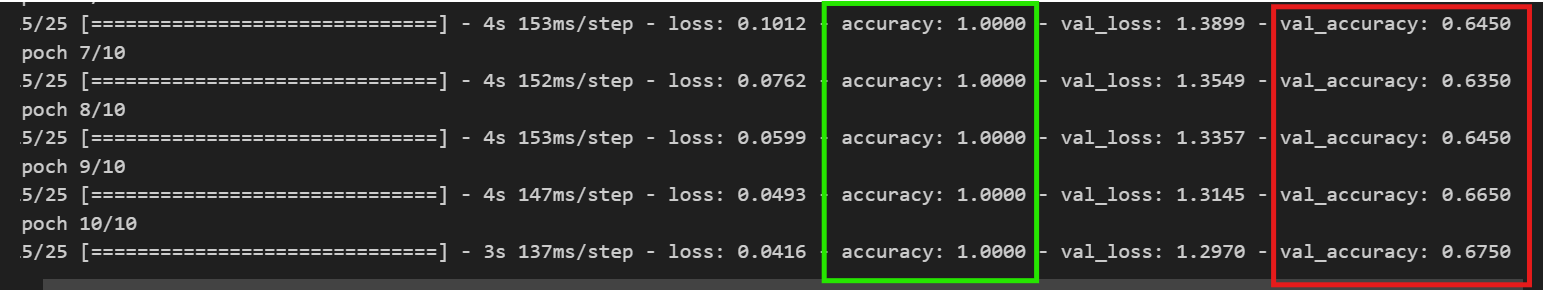 5/25 [==============================] - 4s 153ms/step - loss: 0.1012 - accuracy: 1.0000 - val_loss: 1.3899 - val_accuracy: 0.6450
poch 7/10
5/25 [==============================] - 4s 152ms/step - loss: 0.0762 - accuracy: 1.0000 - val_loss: 1.3549 - val_accuracy: 0.6350
poch 8/10
5/25 [==============================] - 4s 153ms/step - loss: 0.0599 - accuracy: 1.0000 - val_loss: 1.3357 - val_accuracy: 0.6450
poch 9/10
5/25 [==============================] - 4s 147ms/step - loss: 0.0493 - accuracy: 1.0000 - val_loss: 1.3145 - val_accuracy: 0.6650
poch 10/10
5/25 [==============================] - 3s 137ms/step - loss: 0.0416 - accuracy: 1.0000 - val_loss: 1.2970 - val_accuracy: 0.6750